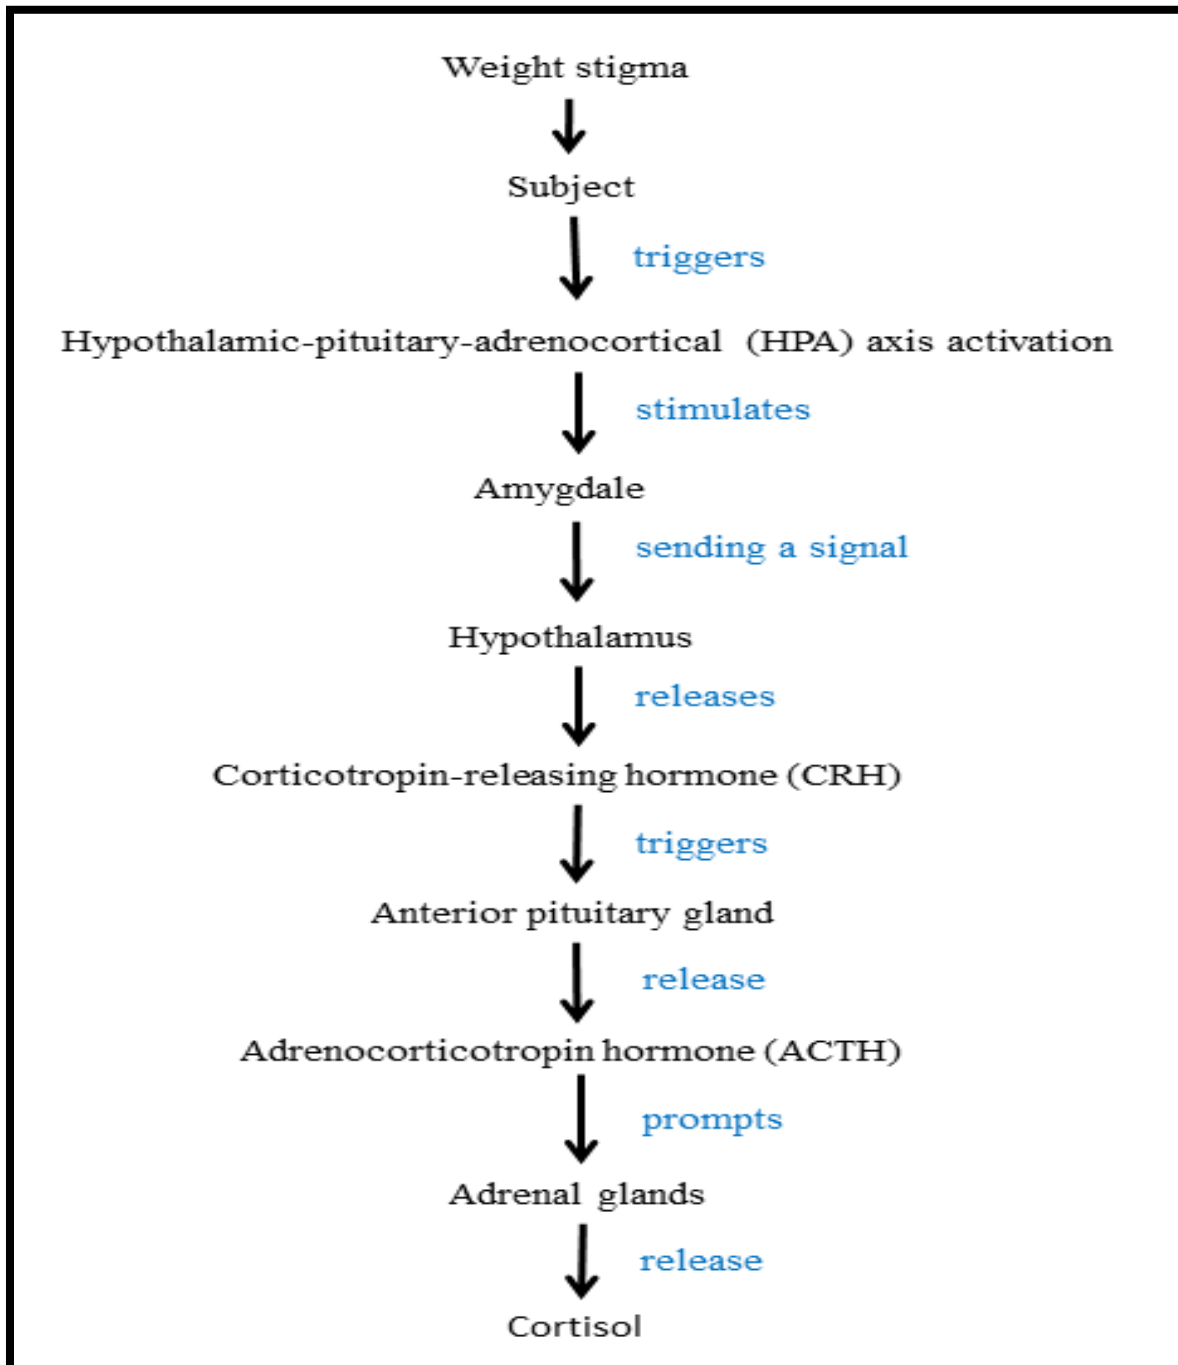 Weight stigma
Subject
triggers
Hypothalamic-pituitary-adrenocortical (HPA) axis activation
stimulates
Amygdale
sending a signal
Hypothalamus
releases
Corticotropin-releasing hormone (CRH)
triggers
Anterior pituitary gland
release
Adrenocorticotropin hormone (ACTH)
prompts
Adrenal glands
release
Cortisol